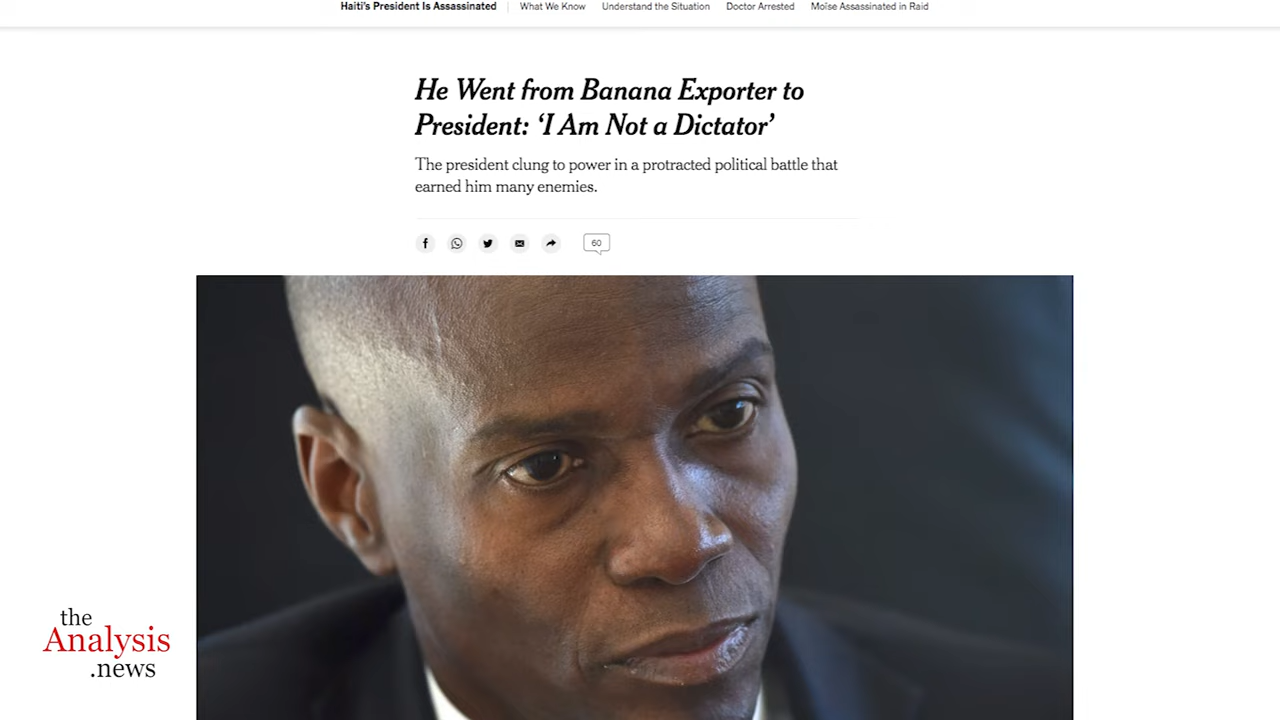 Haiti's President Is Assassinated | What We Know Understand the Situation Doctor Arrested Moïse Assassinated in Raid
He Went from Banana Exporter to
President: ‘I Am Not a Dictator’
The president clung to power in a protracted political battle that
earned him many enemies.
60
the
Analysis
.news